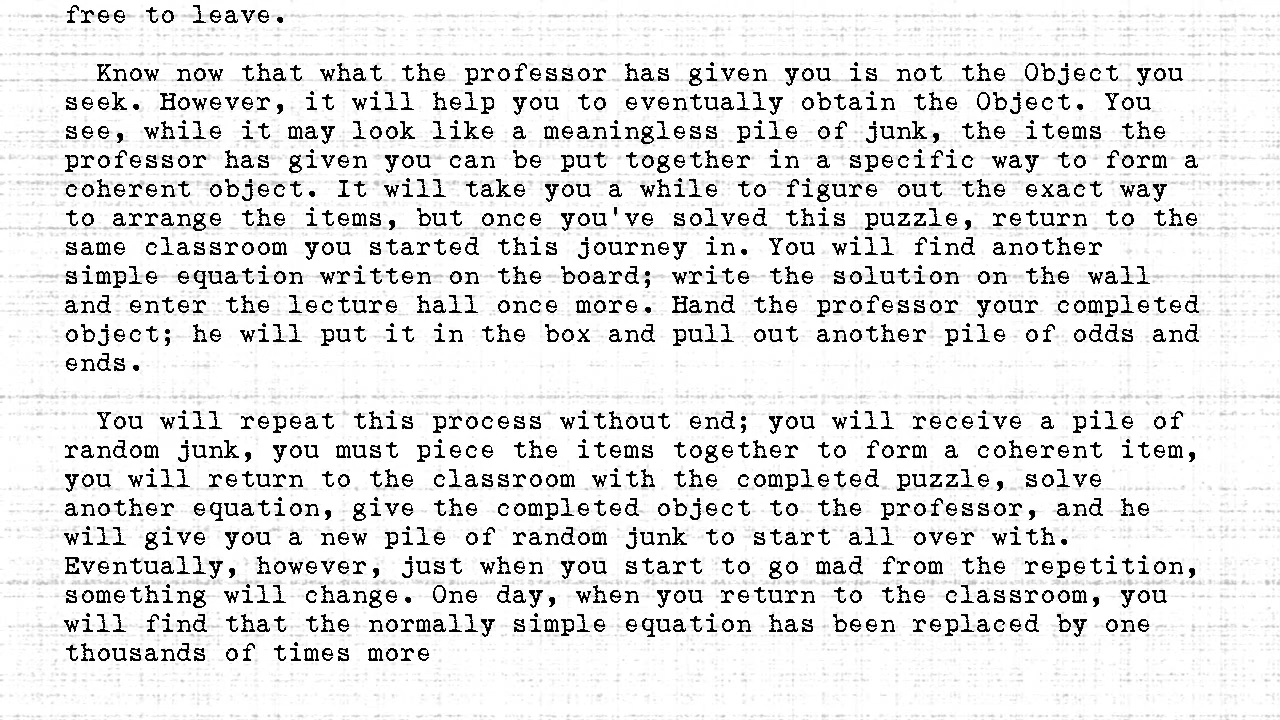 free to leave.
Know now that what the professor has given you is not the Object you
seek. However, it will help you to eventually obtain the Object. You
see, while it may look like a meaningless pile of junk, the items the
professor has given you can be put together in a specific way to form a
coherent object. It will take you a while to figure out the exact way
to arrange the items, but once you've solved this puzzle, return to the
same classroom you started this journey in. You will find another
simple equation written on the board; write the solution on the wall
and enter the lecture hall once more. Hand the professor your completed
object; he will put it in the box and pull out another pile of odds and
ends.
You will repeat this process without end; you will receive a pile of
random junk, you must piece the items together to form a coherent item,
you will return to the classroom with the completed puzzle, solve
another equation, give the completed object to the professor, and he
will give you a new pile of random junk to start all over with.
Eventually, however, just when you start to go mad from the repetition,
something will change. One day, when you return to the classroom, you
will find that the normally simple equation has been replaced by one
thousands of times more